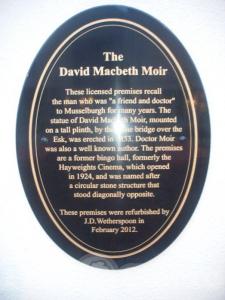 The
David Macbeth Moir
These licensed premises recall
the man who was "a friend and doctor"
to Musselburgh for many years. The
statue of David Macbeth Moir, mounted
on a tall plinth, by the bridge over the
Esk, was erected in 1853. Doctor Moir
was also a well known author. The premises
are a former bingo hall, formerly the
Hayweights Cinema, which opened
in 1924, and was named after
a circular stone structure that
stood diagonally opposite.
These premises were refurbished by
J.D.Wetherspoon in
February 2012.